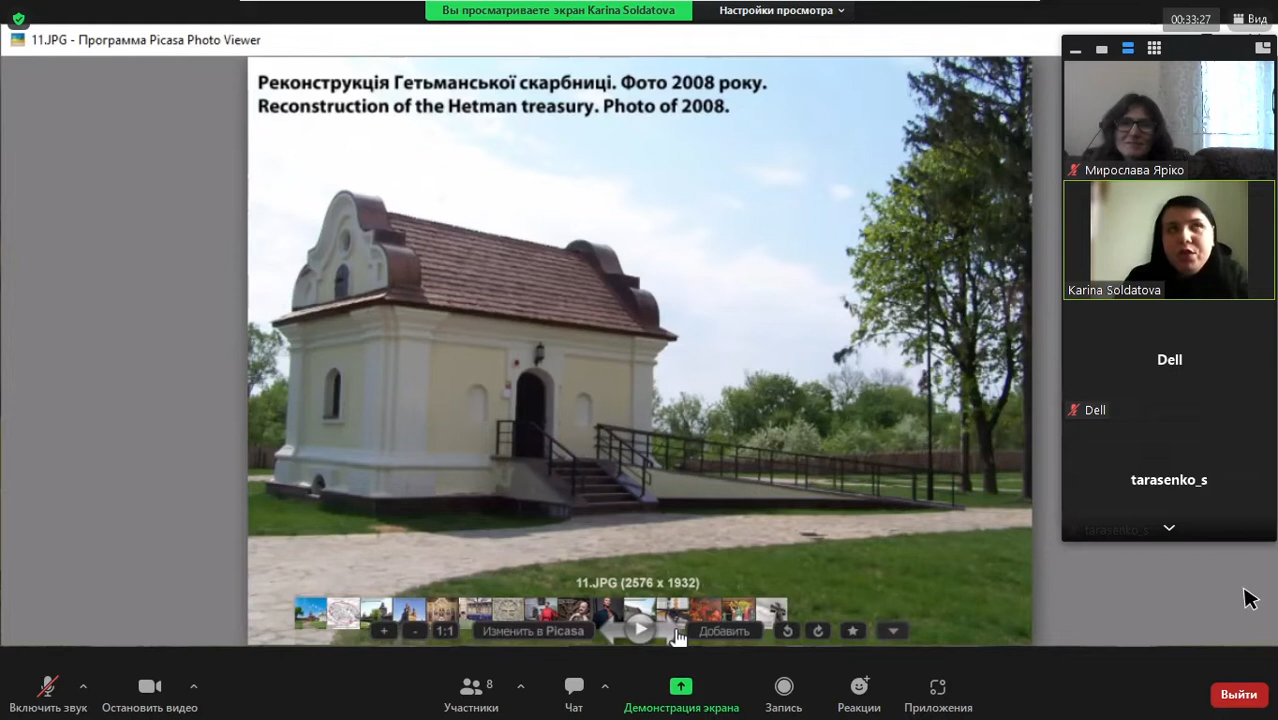 Вы просматриваете экран Karina Soldatova
Настройки просмотра
00:33:27
Вид
11.JPG - Программа Picasa Photo Viewer
Реконструкція Гетьманської скарбниці. Фото 2008 року.
Reconstruction of the Hetman treasury. Photo of 2008.
Мирослава Яріко
Karina Soldatova
Dell
Dell
tarasenko_s
tarasenko_s
11.JPG (2576 x 1932)
+ - 1:1 Изменить в Picasa Добавить
8
Включить звук Остановить видео Участники Чат Демонстрация экрана Запись Реакции Приложения Выйти